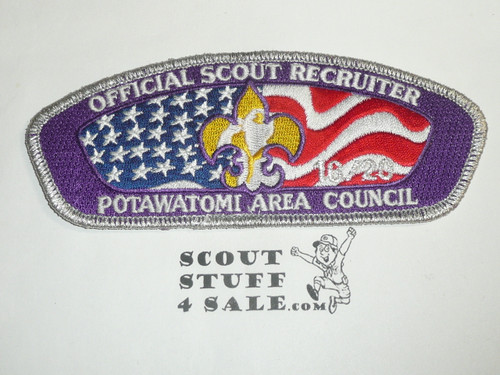 OFFICIAL SCOUT RECRUITER
16/20
POTAWATOMI AREA COUNCIL
SCOUT
STUFF
4 SALE.com